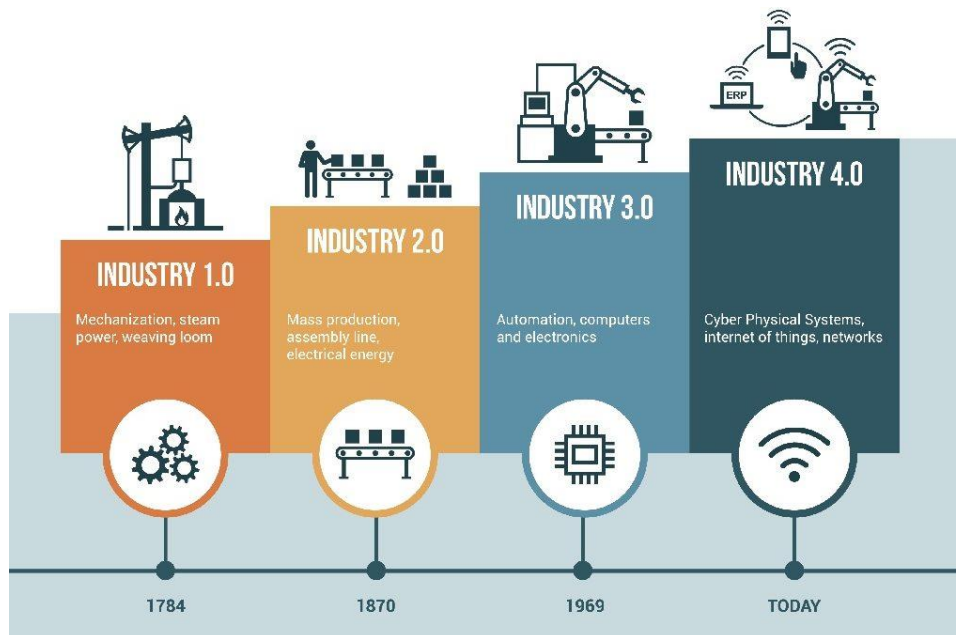 ERP
INDUSTRY 1.0
Mechanization, steam
power, weaving loom
INDUSTRY 2.0
Mass production,
assembly line,
electrical energy
INDUSTRY 3.0
Automation, computers
and electronics
INDUSTRY 4.0
Cyber Physical Systems,
internet of things, networks
1784
1870
1969
TODAY